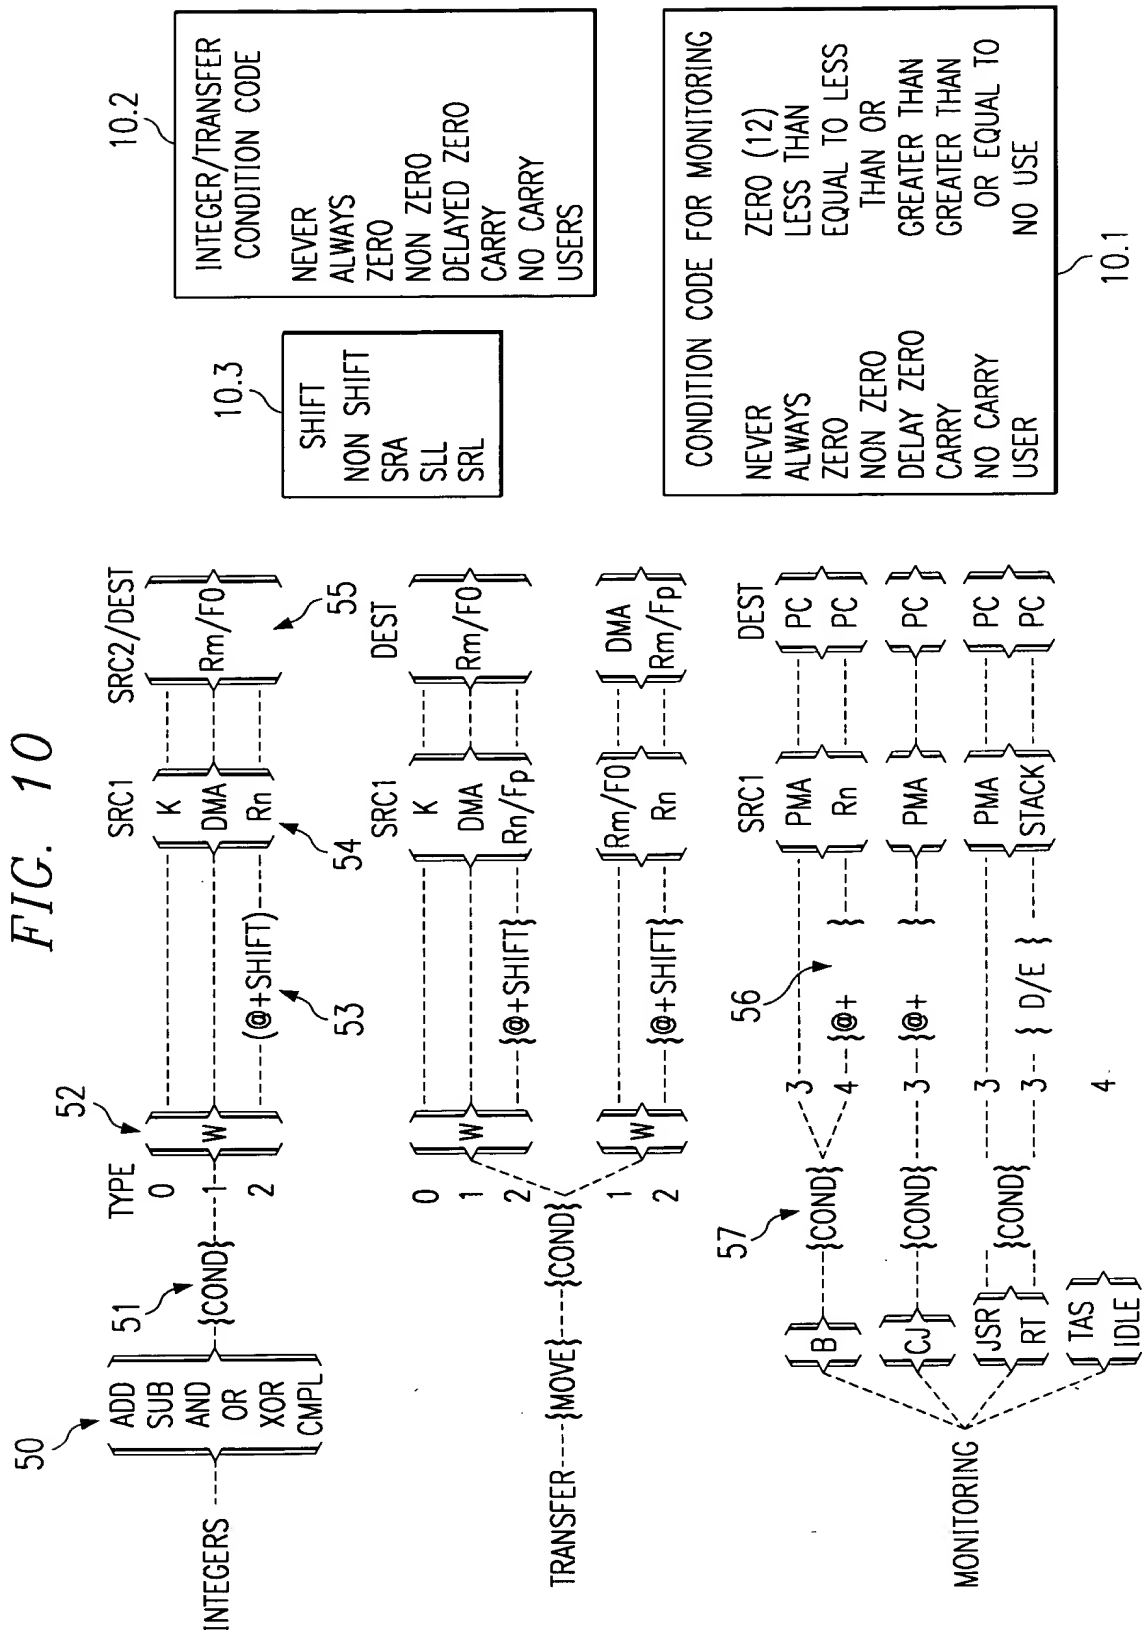 FIG. 10
50
51
52
53
54
55
TYPE
SRC1
SRC2/DEST
INTEGERS
ADD
SUB
AND
OR
XOR
CMPL
{COND}
0
1
2
W
(@+SHIFT)
K
DMA
Rn
Rm/F0
SRC1
DEST
TRANSFER
{MOVE}
{COND}
0
1
2
W
{@+SHIFT}
K
DMA
Rn/Fp
Rm/F0
1
2
W
{@+SHIFT}
Rm/F0
Rn
DMA
Rm/Fp
56
57
SRC1
DEST
MONITORING
B
{COND}
3
4
{@+ }
PMA
Rn
PC
PC
CJ
{COND}
3
{@+ }
PMA
PC
JSR
RT
{COND}
3
3
{ D/E }
PMA
STACK
PC
PC
TAS
IDLE
4
10.3
SHIFT
NON SHIFT
SRA
SLL
SRL
10.2
INTEGER/TRANSFER
CONDITION CODE
NEVER
ALWAYS
ZERO
NON ZERO
DELAYED ZERO
CARRY
NO CARRY
USERS
CONDITION CODE FOR MONITORING
NEVER ZERO (12)
ALWAYS LESS THAN
ZERO EQUAL TO LESS
NON ZERO THAN OR
DELAY ZERO GREATER THAN
CARRY GREATER THAN
NO CARRY OR EQUAL TO
USER NO USE
10.1